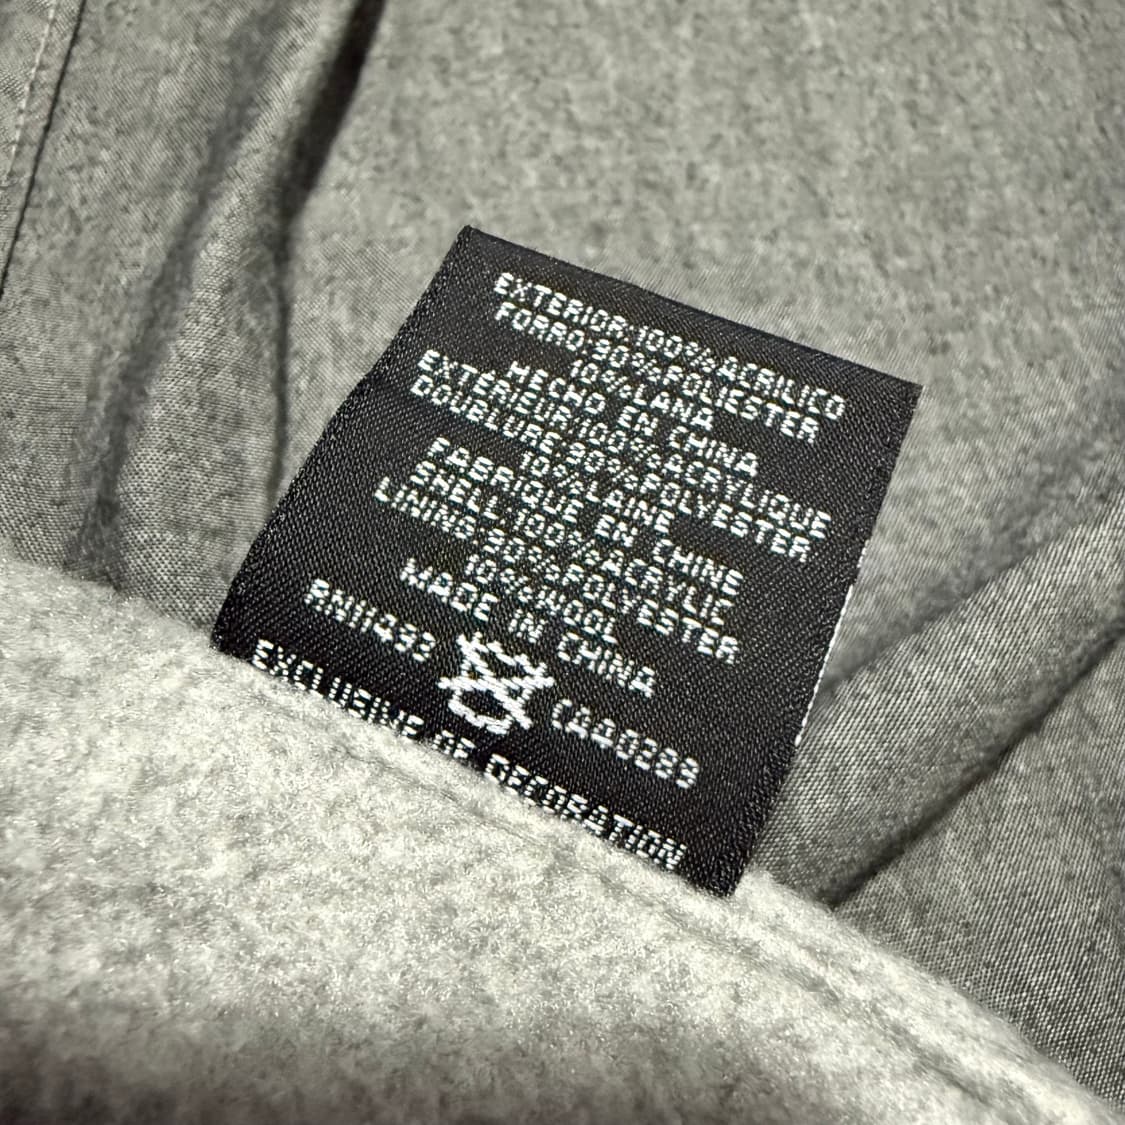 EXTERIOR:100%ACRILICO
FORRO:90%POLIESTER
10%LANA
HECHO EN CHINA
EXTERIEUR:100%ACRYLIQUE
DOUBLURE:90%POLYESTER
10%LAINE
FABRIQUE EN CHINE
SHELL:100%ACRYLIC
LINING:90%POLYESTER
10%WOOL
MADE IN CHINA
CA40289
EXCLUSIVE OF DECORATION